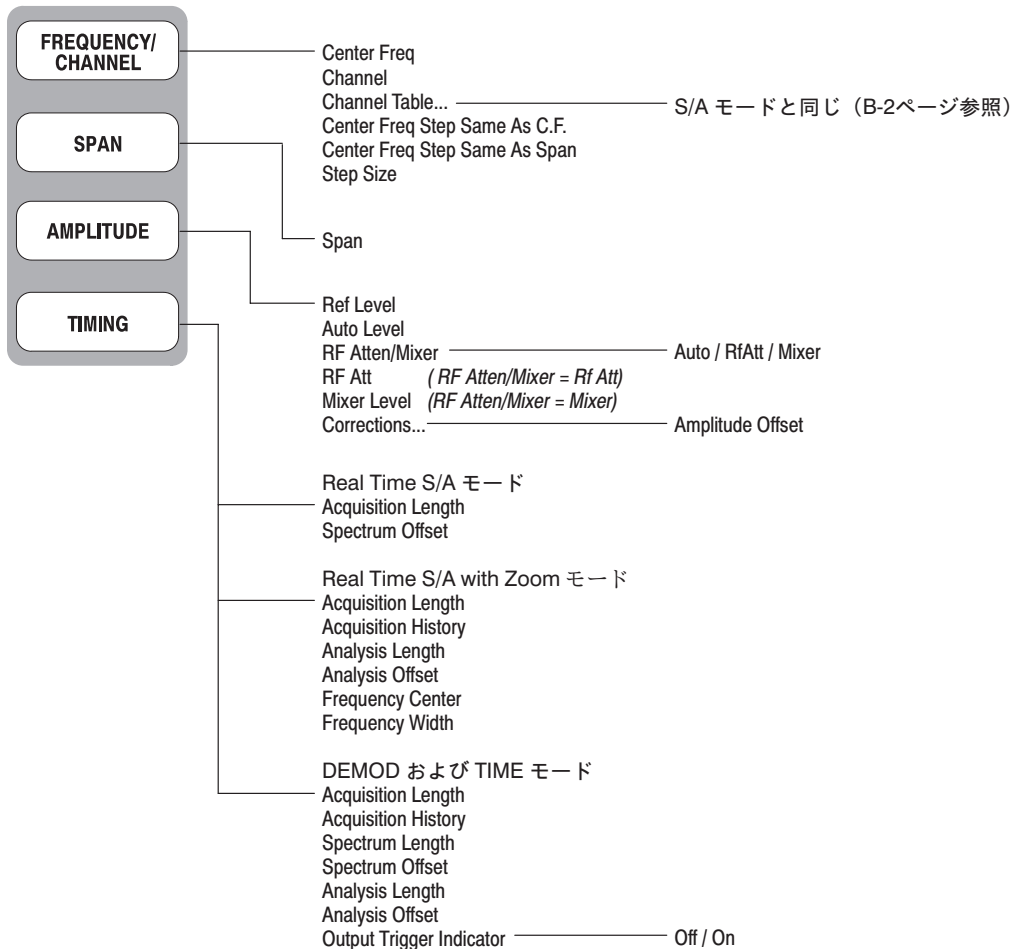 FREQUENCY/
CHANNEL
SPAN
AMPLITUDE
TIMING
Center Freq
Channel
Channel Table... S/A モードと同じ（B-2ページ参照）
Center Freq Step Same As C.F.
Center Freq Step Same As Span
Step Size
Span
Ref Level
Auto Level
RF Atten/Mixer Auto / RfAtt / Mixer
RF Att ( RF Atten/Mixer = Rf Att)
Mixer Level (RF Atten/Mixer = Mixer)
Corrections... Amplitude Offset
Real Time S/A モード
Acquisition Length
Spectrum Offset
Real Time S/A with Zoom モード
Acquisition Length
Acquisition History
Analysis Length
Analysis Offset
Frequency Center
Frequency Width
DEMOD および TIME モード
Acquisition Length
Acquisition History
Spectrum Length
Spectrum Offset
Analysis Length
Analysis Offset
Output Trigger Indicator Off / On